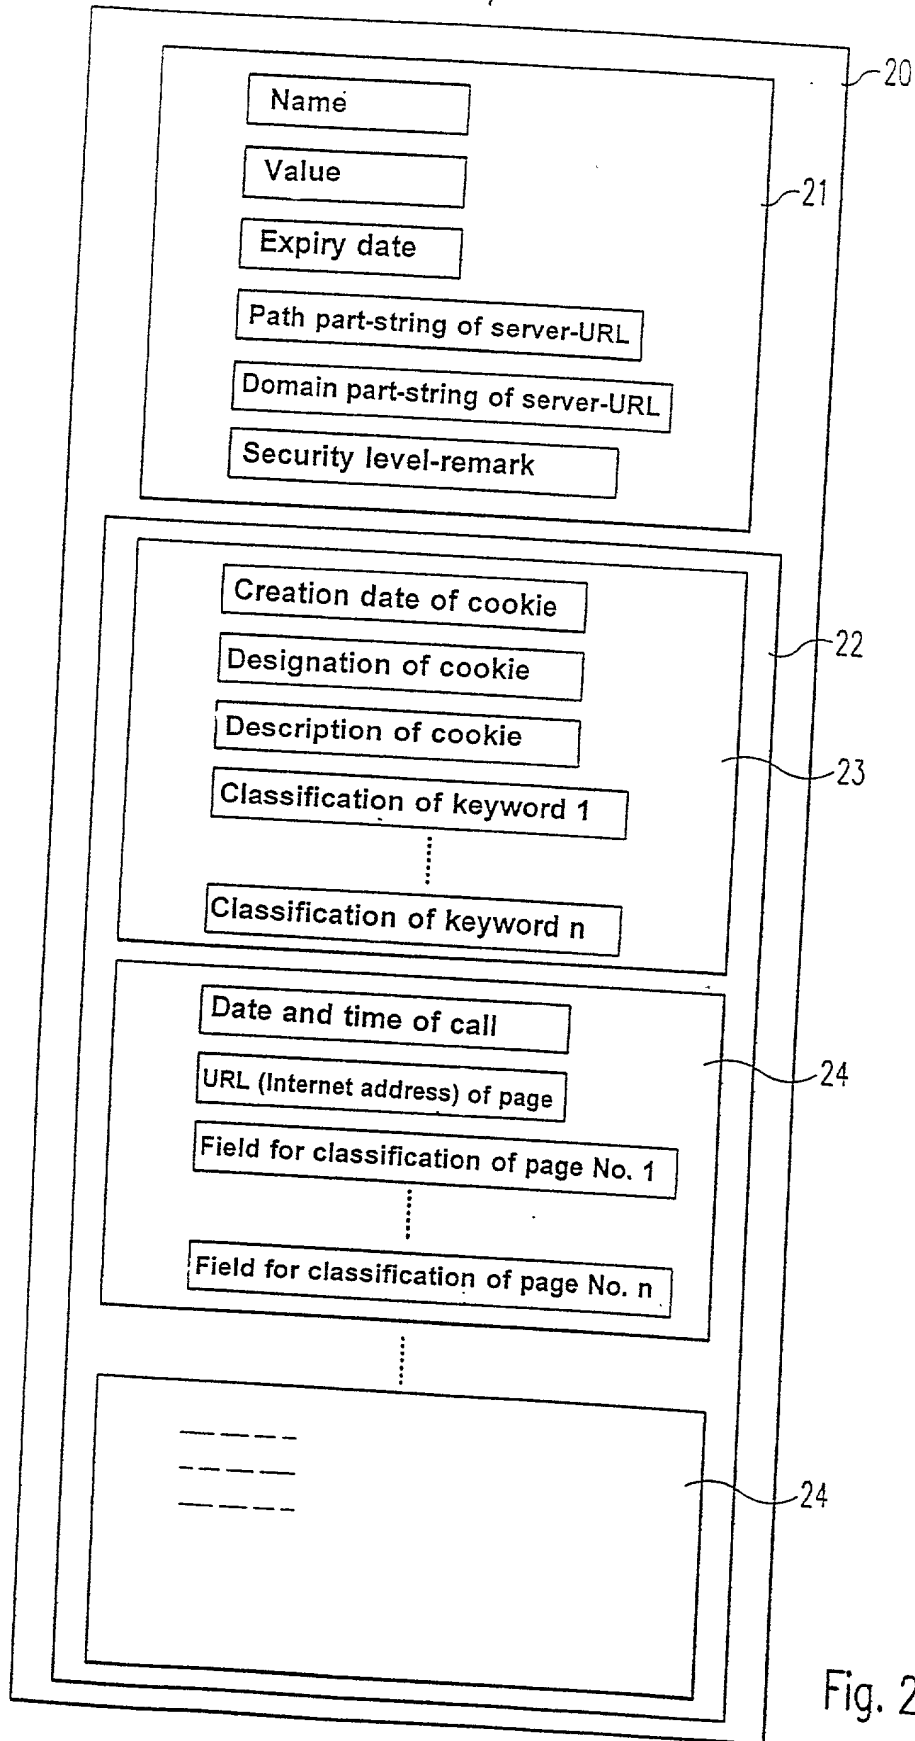 20
Name
21
Value
Expiry date
Path part-string of server-URL
Domain part-string of server-URL
Security level-remark
Creation date of cookie
22
Designation of cookie
Description of cookie
23
Classification of keyword 1
Classification of keyword n
Date and time of call
24
URL (Internet address) of page
Field for classification of page No. 1
Field for classification of page No. n
24
Fig. 2